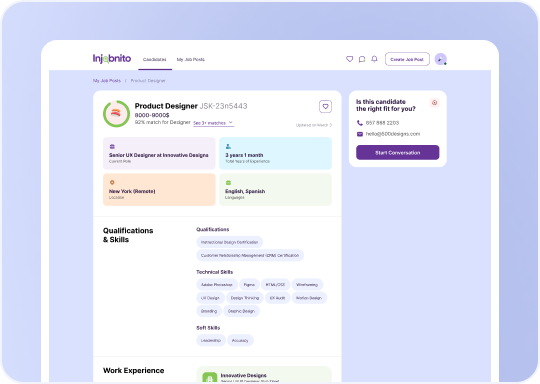 Injobnito
Candidates
My Job Posts
Create Job Post
My Job Posts / Product Designer
Product Designer JSK-23n5443
8000-9000$
92% match for Designer See 3+ matches
Updated on March
Senior UX Designer at Innovative Designs
Current Role
3 years 1 month
Total Years of Experience
New York (Remote)
Location
English, Spanish
Languages
Is this candidate
the right fit for you?
657 888 2203
hello@500designs.com
Start Conversation
Qualifications
& Skills
Qualifications
Instructional Design Certification
Customer Relationship Management (CRM) Certification
Technical Skills
Adobe Photoshop
Figma
HTML/CSS
Wireframing
UX Design
Design Thinking
UX Audit
Motion Design
Branding
Graphic Design
Soft Skills
Leadership
Accuracy
Work Experience
Innovative Designs